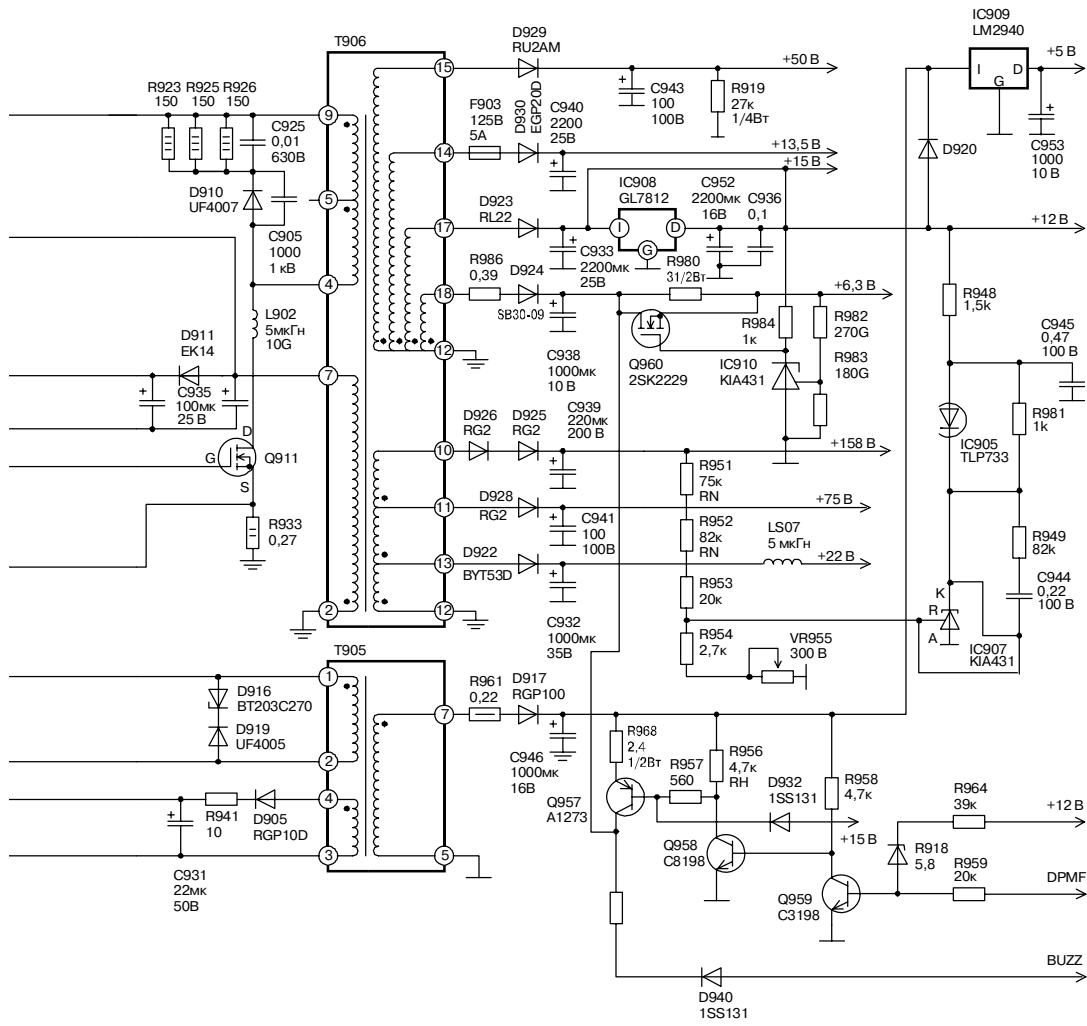 T906
D929
RU2AM
IC909
LM2940
I
D
G
+5 В
+50 В
15
R923
150
R925
150
R926
150
9
C925
0,01
630В
D910
UF4007
C905
1000
1 кВ
F903
125В
5А
D930
EGP20D
C940
2200
25В
C943
100
100В
R919
27к
1/4Вт
D920
C953
1000
10 В
14
+13,5 В
+15 В
5
D923
RL22
17
IC908
GL7812
I
D
G
C952
2200мк
16В
C936
0,1
+12 В
C933
2200мк
25В
R986
0,39
D924
SB30-09
18
R980
31/2Вт
+6,3 В
4
L902
5мкГн
10G
12
Q960
2SK2229
R984
1к
R982
270G
R983
180G
IC910
KIA431
R948
1,5k
C945
0,47
100 В
D911
EK14
7
C935
100мк
25 В
C938
1000мк
10 В
R981
1k
IC905
TLP733
D926
RG2
D925
RG2
C939
220мк
200 В
10
+158 В
D
G
S
Q911
R951
75к
RN
D928
RG2
11
+75 В
C941
100
100В
R952
82к
RN
LS07
5 мкГн
R933
0,27
R949
82k
D922
BYT53D
13
+22 В
R953
20к
C944
0,22
100 В
K
R
A
IC907
KIA431
2
12
C932
1000мк
35В
R954
2,7к
VR955
300 В
T905
1
R961
0,22
D917
RGP100
7
D916
BT203C270
D919
UF4005
2
C946
1000мк
16В
R968
2,4
1/2Вт
R957
560
R956
4,7к
RH
D932
1SS131
R958
4,7к
Q957
A1273
+15 В
R964
39к
+12 В
4
R941
10
D905
RGP10D
Q958
C8198
R918
5,8
R959
20к
DPMF
3
5
C931
22мк
50В
Q959
C3198
BUZZ
D940
1SS131